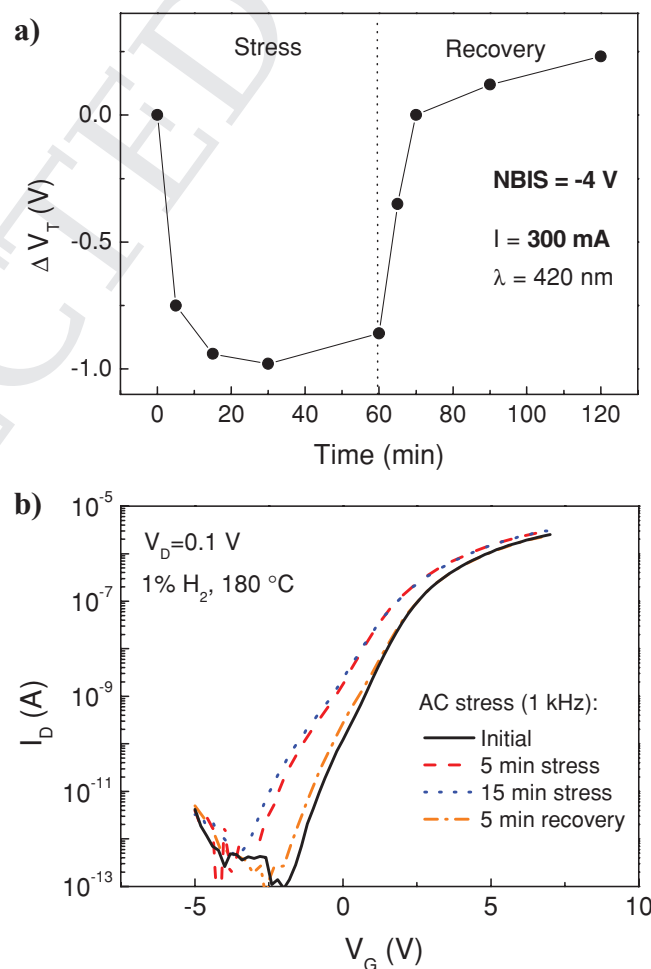 a)
Stress
Recovery
0.0
-0.5
-1.0
Δ V_T (V)
NBIS = -4 V
I = 300 mA
λ = 420 nm
0 20 40 60 80 100 120
Time (min)
b)
10^-5
10^-7
10^-9
10^-11
10^-13
I_D (A)
V_D=0.1 V
1% H_2, 180 °C
AC stress (1 kHz):
Initial
5 min stress
15 min stress
5 min recovery
-5 0 5 10
V_G (V)
CTED